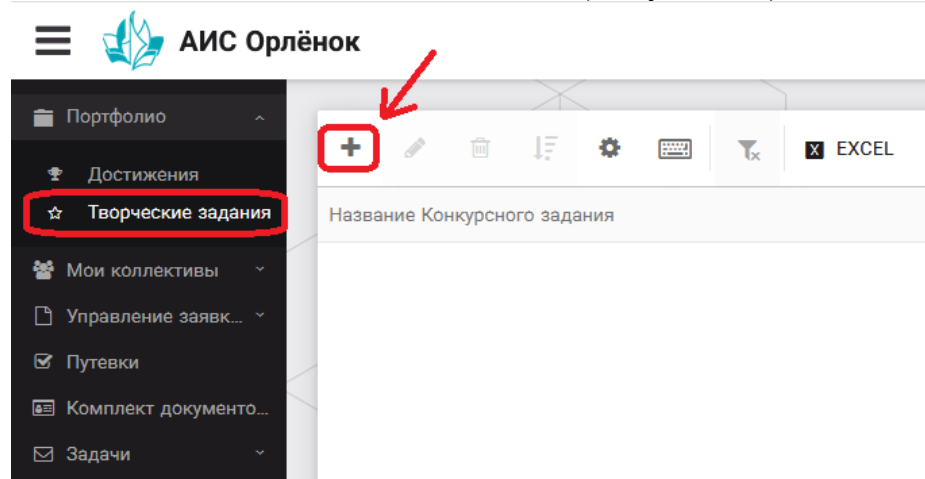 АИС Орлёнок
Портфолио
Достижения
Творческие задания
Мои коллективы
Управление заявк...
Путевки
Комплект документо...
Задачи
X EXCEL
Название Конкурсного задания